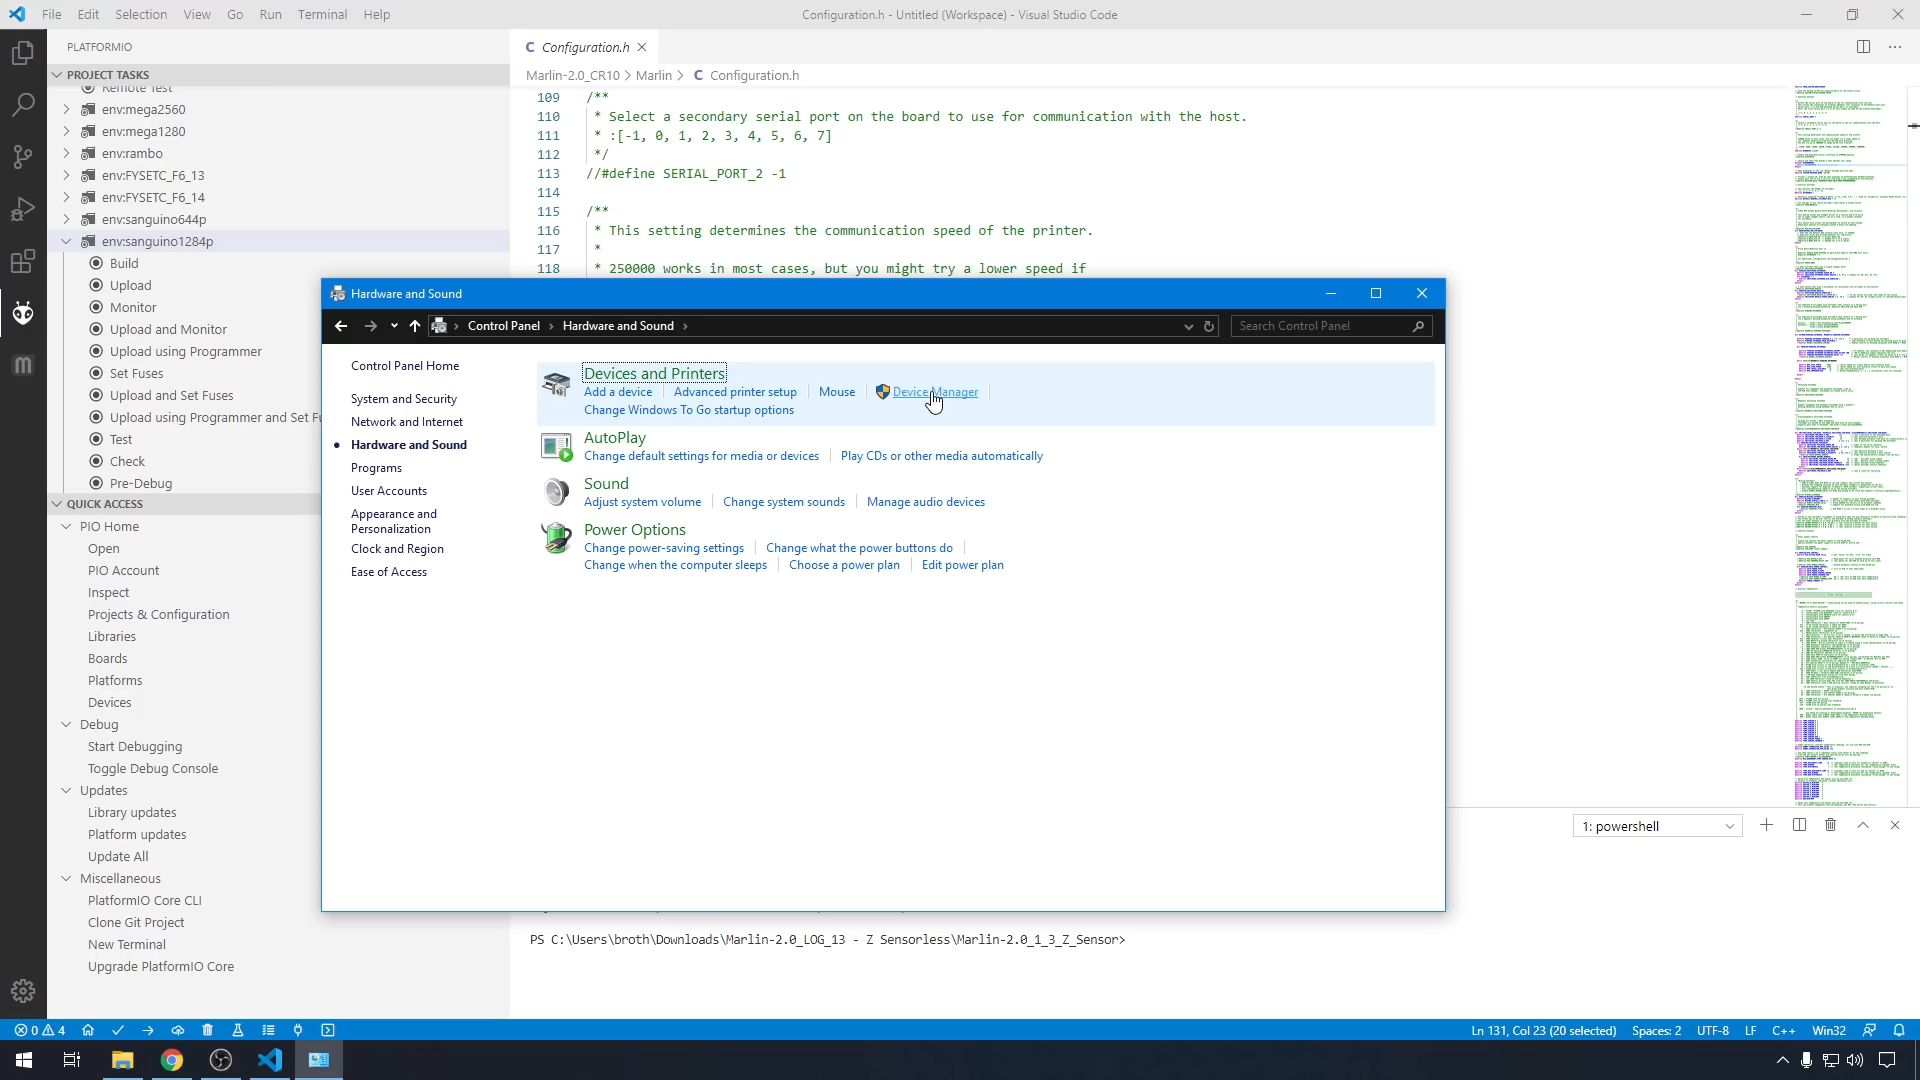 File Edit Selection View Go Run Terminal Help
Configuration.h - Untitled (Workspace) - Visual Studio Code
PLATFORMIO
PROJECT TASKS
Remote Test
env:mega2560
env:mega1280
env:rambo
env:FYSETC_F6_13
env:FYSETC_F6_14
env:sanguino644p
env:sanguino1284p
Build
Upload
Monitor
Upload and Monitor
Upload using Programmer
Set Fuses
Upload and Set Fuses
Upload using Programmer and Set Fu
Test
Check
Pre-Debug
QUICK ACCESS
PIO Home
Open
PIO Account
Inspect
Projects & Configuration
Libraries
Boards
Platforms
Devices
Debug
Start Debugging
Toggle Debug Console
Updates
Library updates
Platform updates
Update All
Miscellaneous
PlatformIO Core CLI
Clone Git Project
New Terminal
Upgrade PlatformIO Core
C Configuration.h
Marlin-2.0_CR10 > Marlin > C Configuration.h
109 /**
110 * Select a secondary serial port on the board to use for communication with the host.
111 * :[-1, 0, 1, 2, 3, 4, 5, 6, 7]
112 */
113 //#define SERIAL_PORT_2 -1
114
115 /**
116 * This setting determines the communication speed of the printer.
117 *
118 * 250000 works in most cases, but you might try a lower speed if
Hardware and Sound
Control Panel > Hardware and Sound >
Search Control Panel
Control Panel Home
System and Security
Network and Internet
Hardware and Sound
Programs
User Accounts
Appearance and
Personalization
Clock and Region
Ease of Access
Devices and Printers
Add a device Advanced printer setup Mouse Device Manager
Change Windows To Go startup options
AutoPlay
Change default settings for media or devices Play CDs or other media automatically
Sound
Adjust system volume Change system sounds Manage audio devices
Power Options
Change power-saving settings Change what the power buttons do
Change when the computer sleeps Choose a power plan Edit power plan
1: powershell
PS C:\Users\broth\Downloads\Marlin-2.0_LOG_13 - Z Sensorless\Marlin-2.0_1_3_Z_Sensor>
0 4
Ln 131, Col 23 (20 selected) Spaces: 2 UTF-8 LF C++ Win32